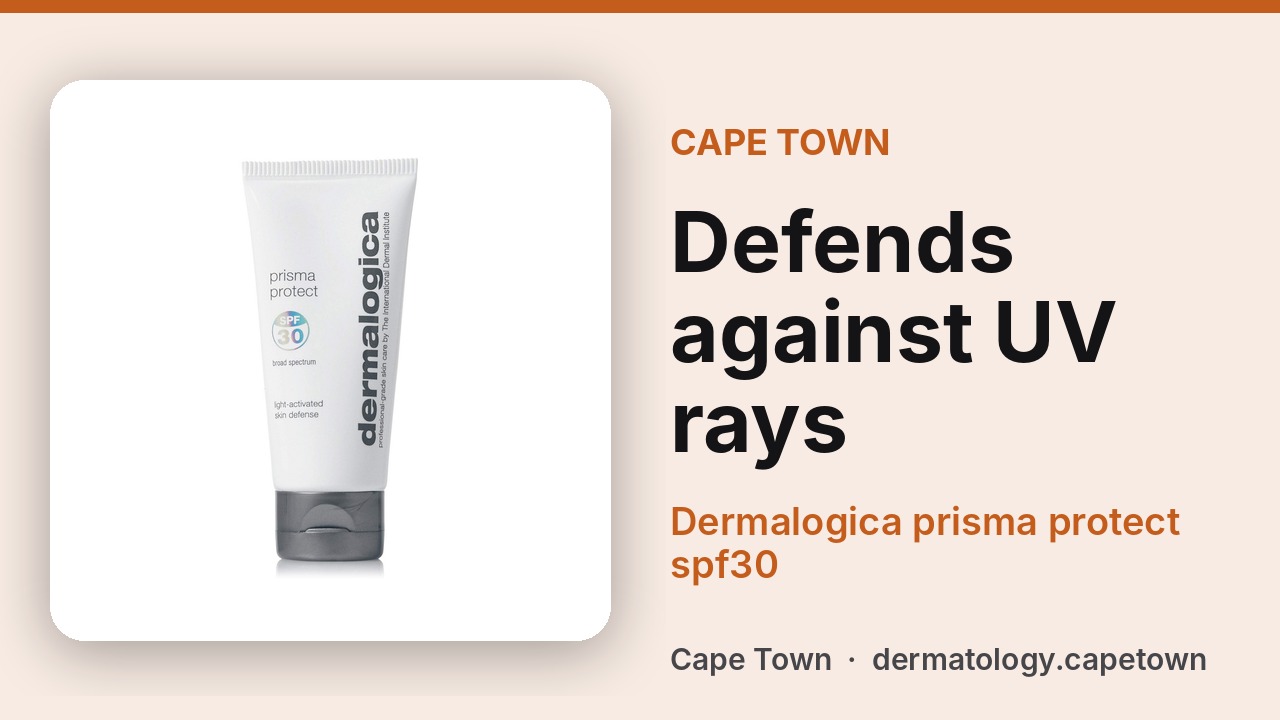 prisma
protect
SPF
30
broad spectrum
light-activated
skin defense
dermalogica
professional-grade skin care by The International Dermal Institute
CAPE TOWN
Defends
against UV
rays
Dermalogica prisma protect
spf30
Cape Town · dermatology.capetown